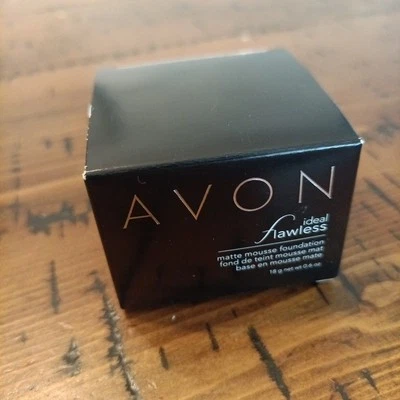 AVON
ideal
flawless
matte mousse foundation
fond de teint mousse mat
base en mousse mate
18 g net wt 0.6 oz.